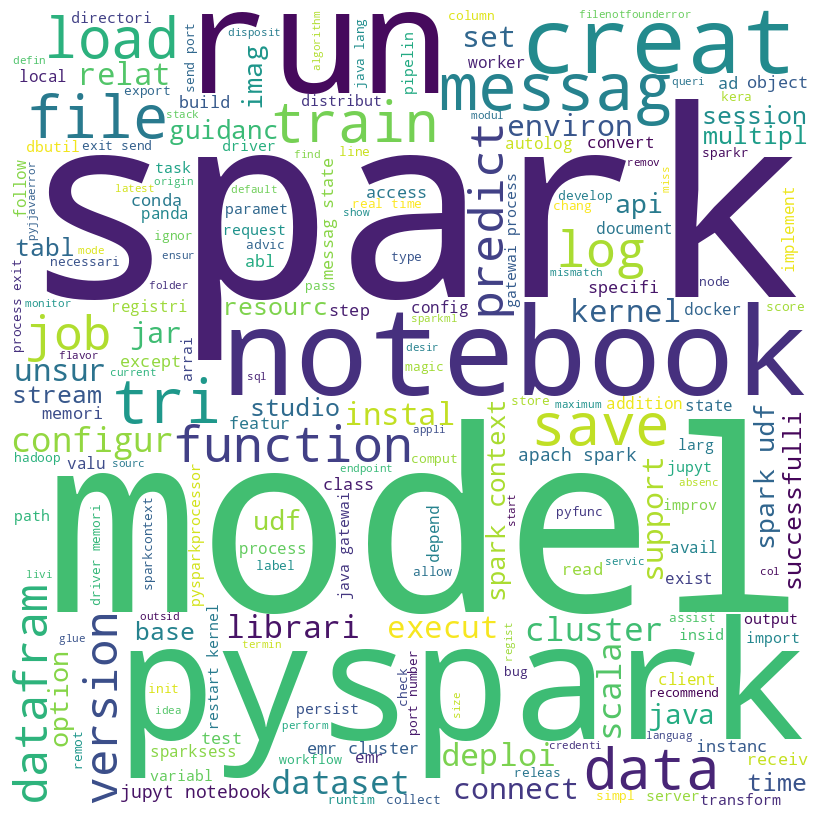 directori
load
relat
local
defin
export
run
send port
imag
disposit
algorithm
java lang
pipelin
column
filenotfounderror
set
creat
worker
ad
object
queri
kera
messag
file
build
distribut
guidanc
train
stack
driver
find
line
exit send
dbutil
modul
environ
session
multipl
autolog
convert
sparkr
remov
miss
predict
follow
pyjjavaerror
latest
task
origin
conda
panda
default
paramet
request
advic
show
access
real time
messag state
spark
gatewai process
develop
chang
api
document
implement
tabl
mode
necessari
ignor
abl
ensur
folder
pass
type
log
mismatch
node
specifi
process exit
monitor
registri
resourc
step
config
sparkml
kernel
docker
score
job
jar
flavor
except
current
arrai
notebook
sql
desir
magic
unsur
stream
memori
tri
studio
featur
instal
store
maximum
save
addition
state
configur
function
appli
spark context
apach spark
support
larg
jupyt
improv
spark udf
successfulli
hadoop
valu
sourc
path
endpoint
comput
class
absenc
avail
livi
driver memori
sparkcontext
pysparkprocessor
udf
process
label
java gatewai
depend
allow
start
pyfunc
read
servic
exist
col
model
datafram
version
glue
base
outsid
librari
termin
restart kernel
execut
regist
cluster
scala
insid
assist
output
import
option
remot
init
idea
test
perform
persist
check
port number
size
bug
pyspark
client
recommend
java
languag
instanc
receiv
sparksess
variabl
workflow
emr cluster
emr
deploi
credenti
data
time
jupyt notebook
dataset
runtim
collect
connect
releas
simpl
server
transform